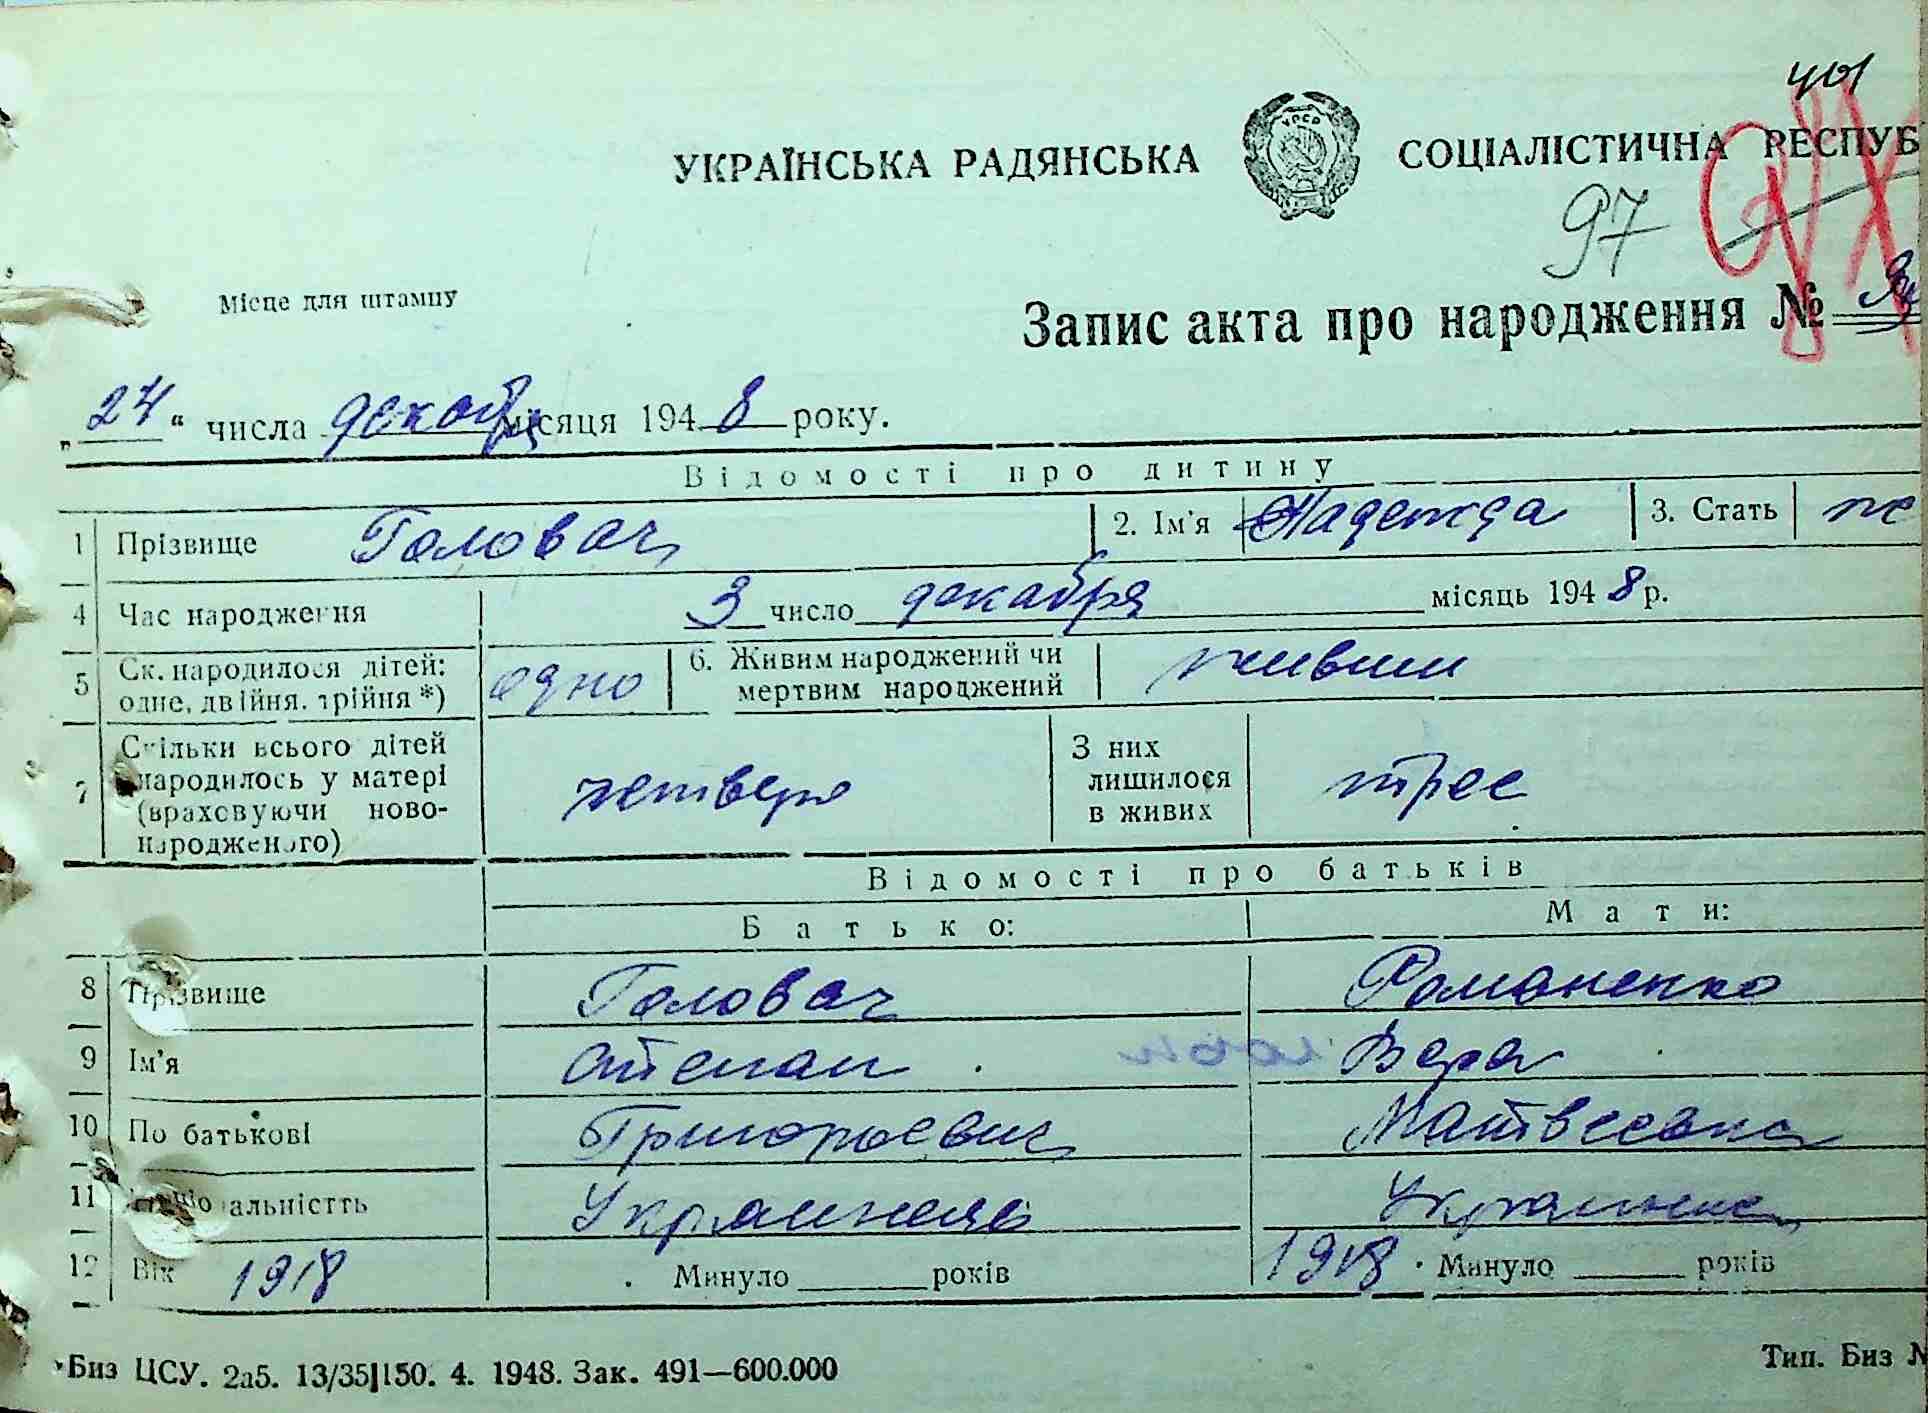 401
УКРАЇНСЬКА РАДЯНСЬКА СОЦІАЛІСТИЧНА РЕСПУБ
УРСР
97
Місце для штампу
Запис акта про народження №
„24“ числа декабр місяця 1948 року.
Відомості про дитину
1 Прізвище Головач 2. Ім'я Надежда 3. Стать же
4 Час народження 3 число декабря місяць 1948 р.
5 Ск. народилося дітей: одне, двійня, трійня *) одно 6. Живим народжений чи мертвим народжений живым
7 Скільки всього дітей народилось у матері (враховуючи новонародженого) четверо З них лишилося в живих трое
Відомості про батьків
Батько: Мати:
8 Прізвище Головач Романенко
9 Ім'я Степан Вера
10 По батькові Григорьевич Матвеевна
11 Національністть Украинець Украинка
12 Вік 1918 Минуло років 1918 Минуло років
Биз ЦСУ. 2а5. 13/35]150. 4. 1948. Зак. 491—600.000 Тип. Биз